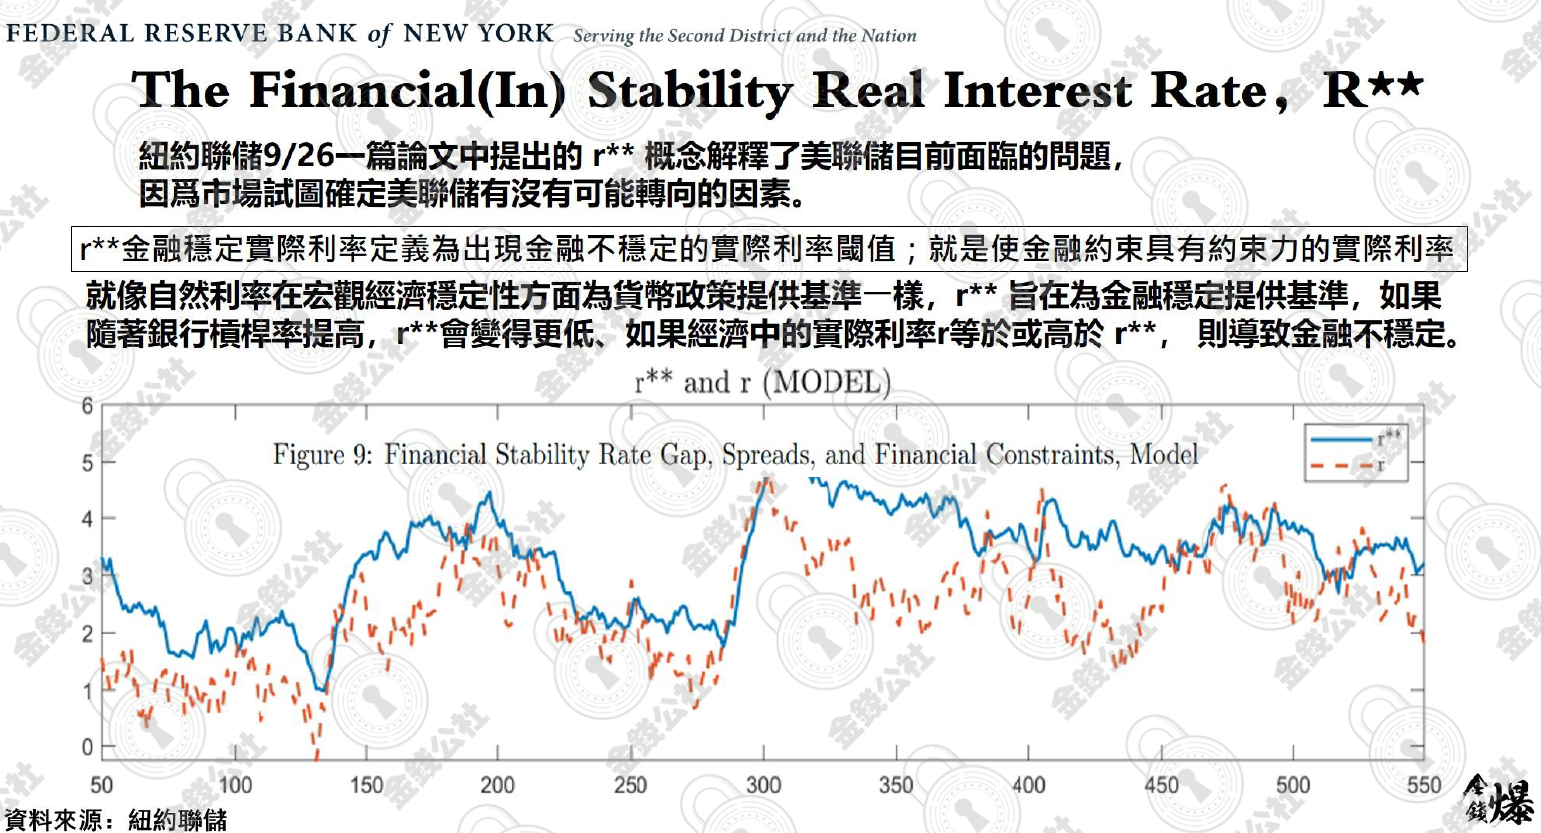 FEDERAL RESERVE BANK of NEW YORK Serving the Second District and the Nation
The Financial(In) Stability Real Interest Rate, R★★
紐約聯儲9/26一篇論文中提出的 r** 概念解釋了美聯儲目前面臨的問題,
因爲市場試圖確定美聯儲有沒有可能轉向的因素。
r**金融穩定實際利率定義為出現金融不穩定的實際利率閾值；就是使金融約束具有約束力的實際利率
就像自然利率在宏觀經濟穩定性方面為貨幣政策提供基準一樣，r** 旨在為金融穩定提供基準，如果
隨著銀行槓桿率提高，r**會變得更低、如果經濟中的實際利率r等於或高於 r**， 則導致金融不穩定。
r** and r (MODEL)
Figure 9: Financial Stability Rate Gap, Spreads, and Financial Constraints, Model
r**
r
6
5
4
3
2
1
0
50 100 150 200 250 300 350 400 450 500 550
資料來源：紐約聯儲
金錢爆
金錢公社